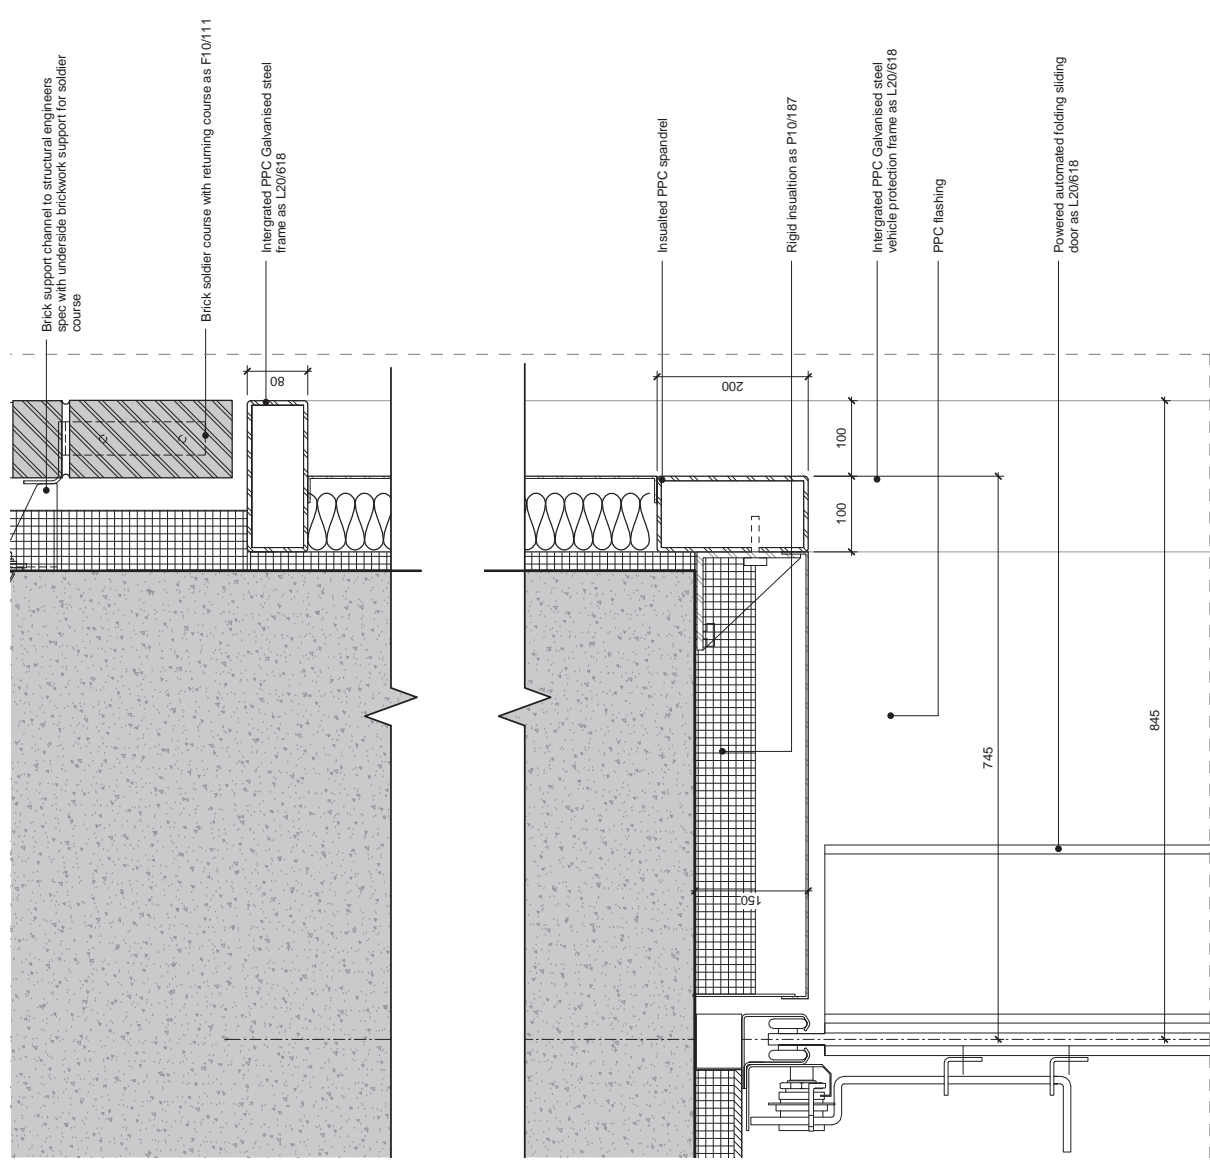 Brick support channel to structural engineers
spec with underside brickwork support for soldier
course
Brick soldier course with returning course as F10/111
Intergrated PPC Galvanised steel
frame as L20/618
Insualted PPC spandrel
Rigid insualtion as P10/187
Intergrated PPC Galvanised steel
vehicle protection frame as L20/618
PPC flashing
Powered automated folding sliding
door as L20/618
80
200
100
100
745
845
150